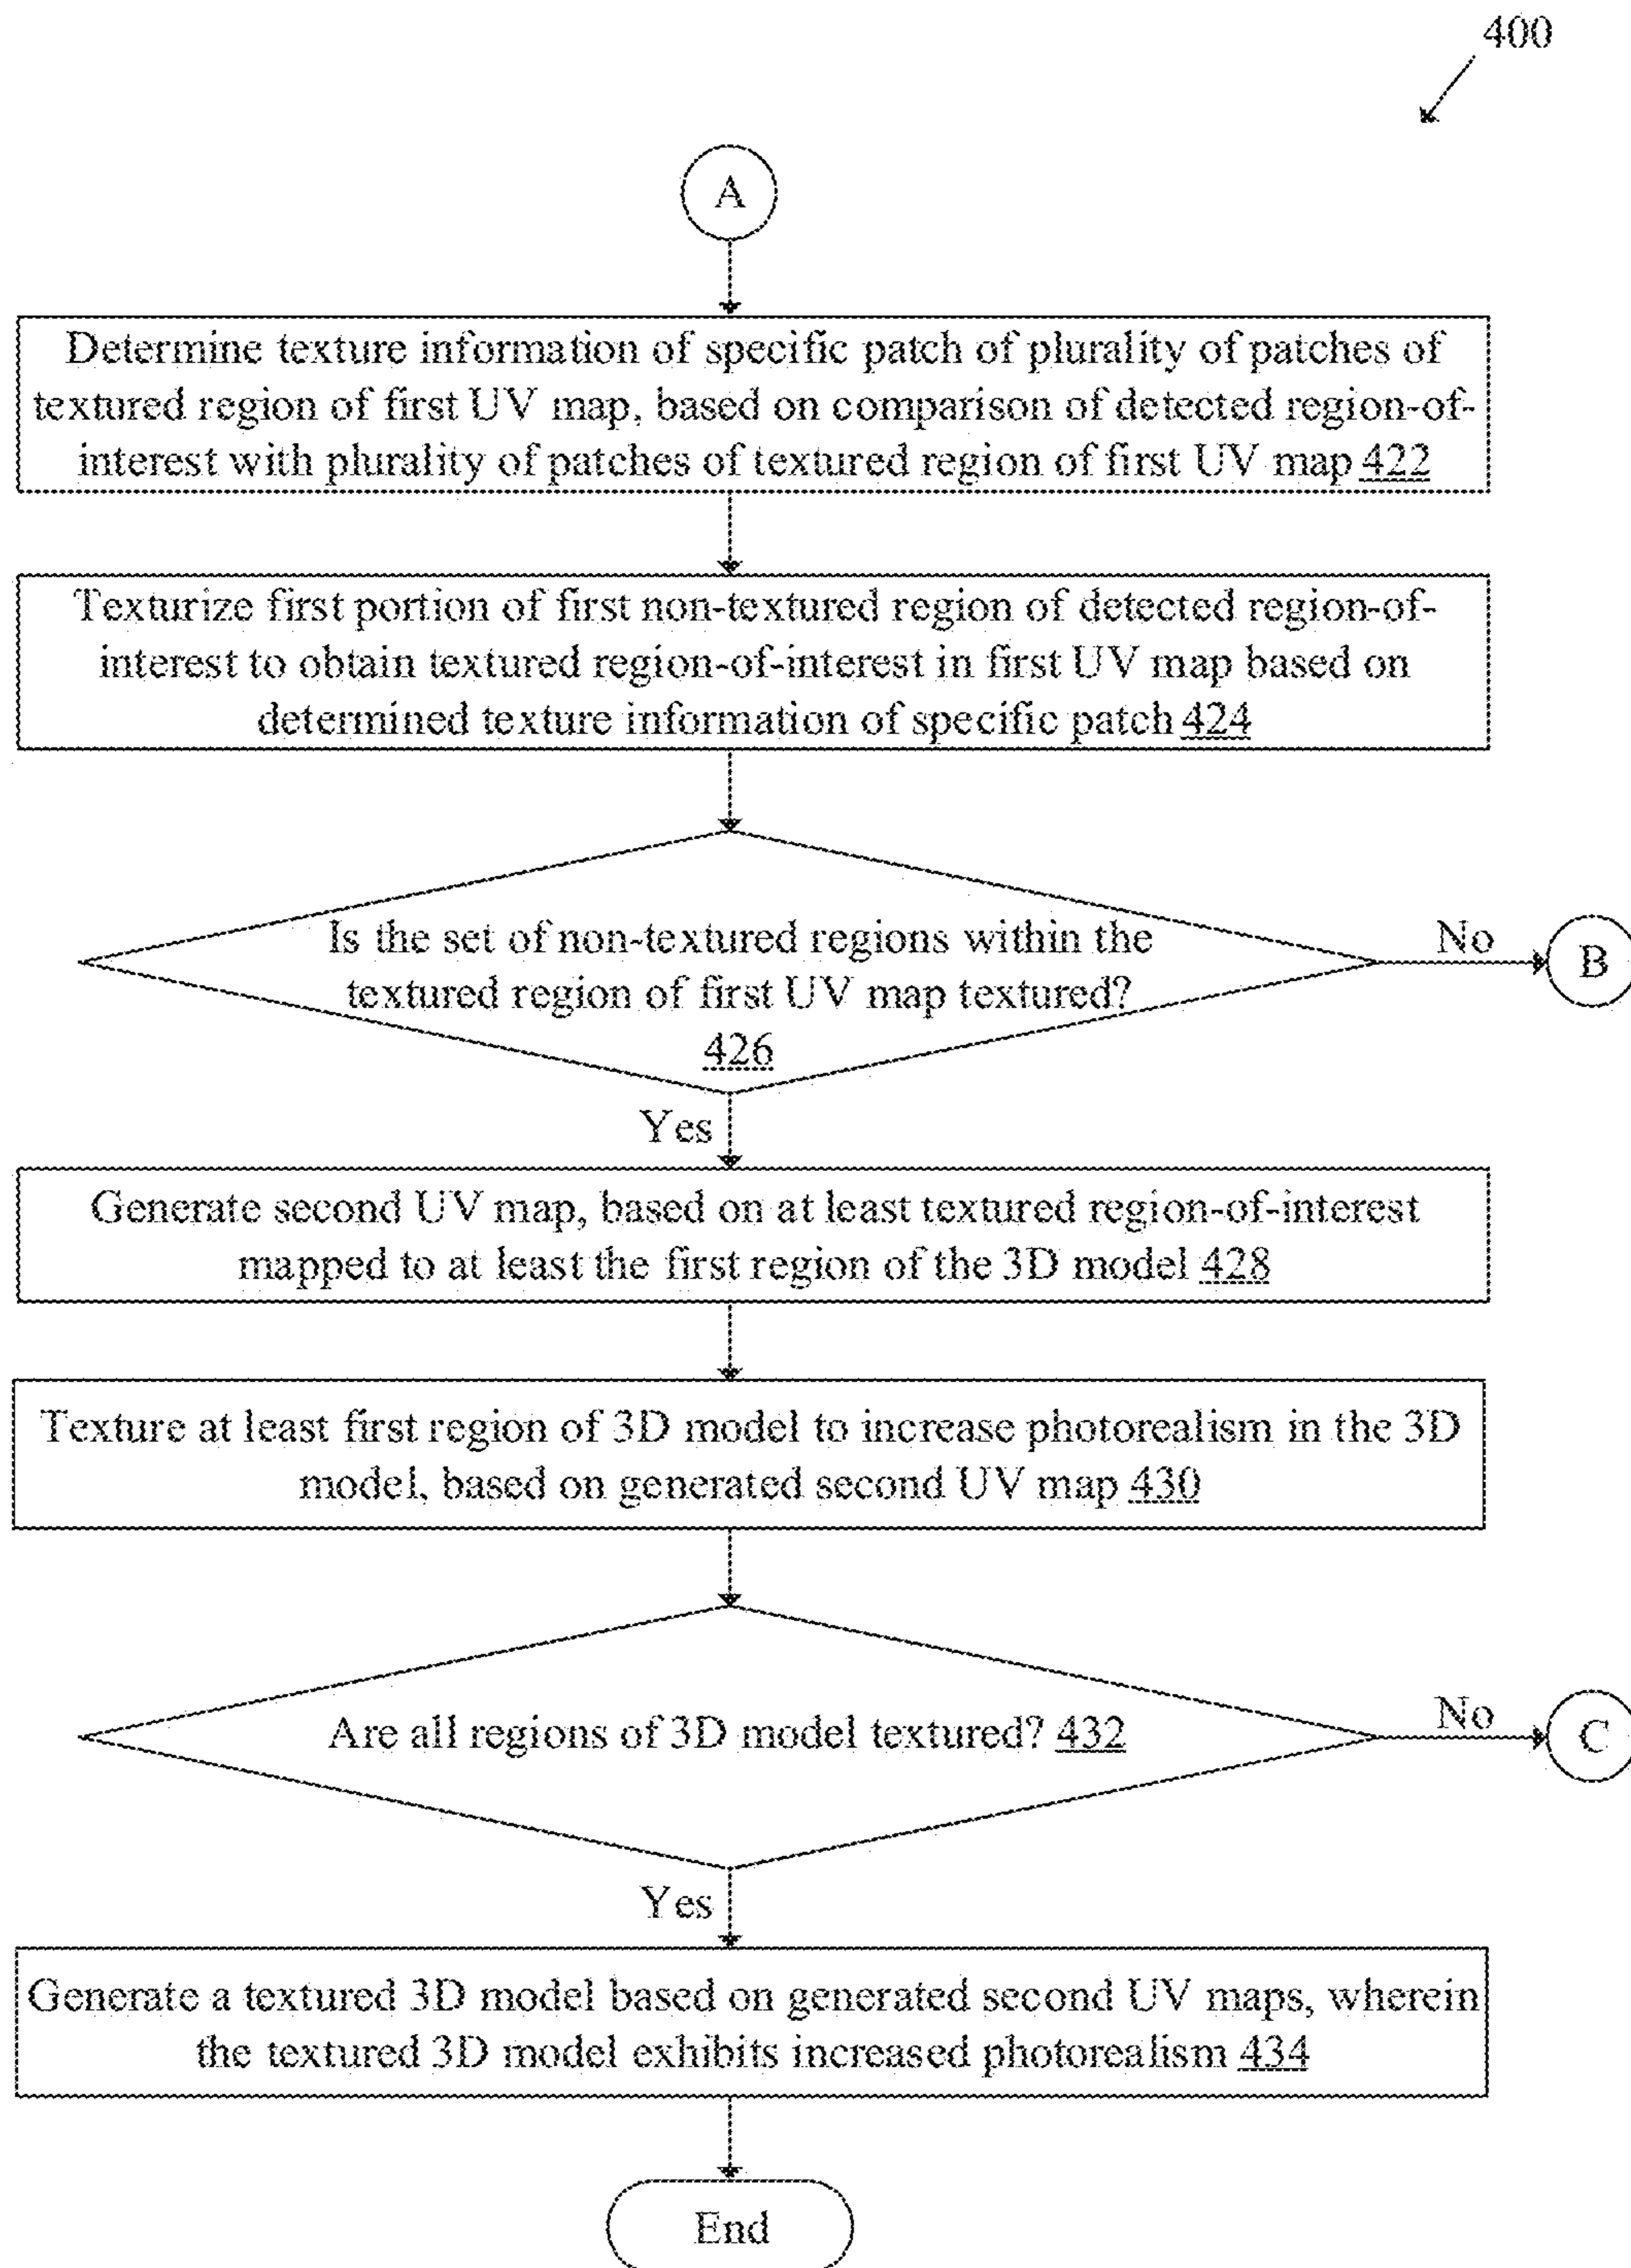 400
A
Determine texture information of specific patch of plurality of patches of
textured region of first UV map, based on comparison of detected region-of-
interest with plurality of patches of textured region of first UV map 422
Texturize first portion of first non-textured region of detected region-of-
interest to obtain textured region-of-interest in first UV map based on
determined texture information of specific patch 424
Is the set of non-textured regions within the
textured region of first UV map textured?
426
No
B
Yes
Generate second UV map, based on at least textured region-of-interest
mapped to at least the first region of the 3D model 428
Texture at least first region of 3D model to increase photorealism in the 3D
model, based on generated second UV map 430
Are all regions of 3D model textured? 432
No
C
Yes
Generate a textured 3D model based on generated second UV maps, wherein
the textured 3D model exhibits increased photorealism 434
End